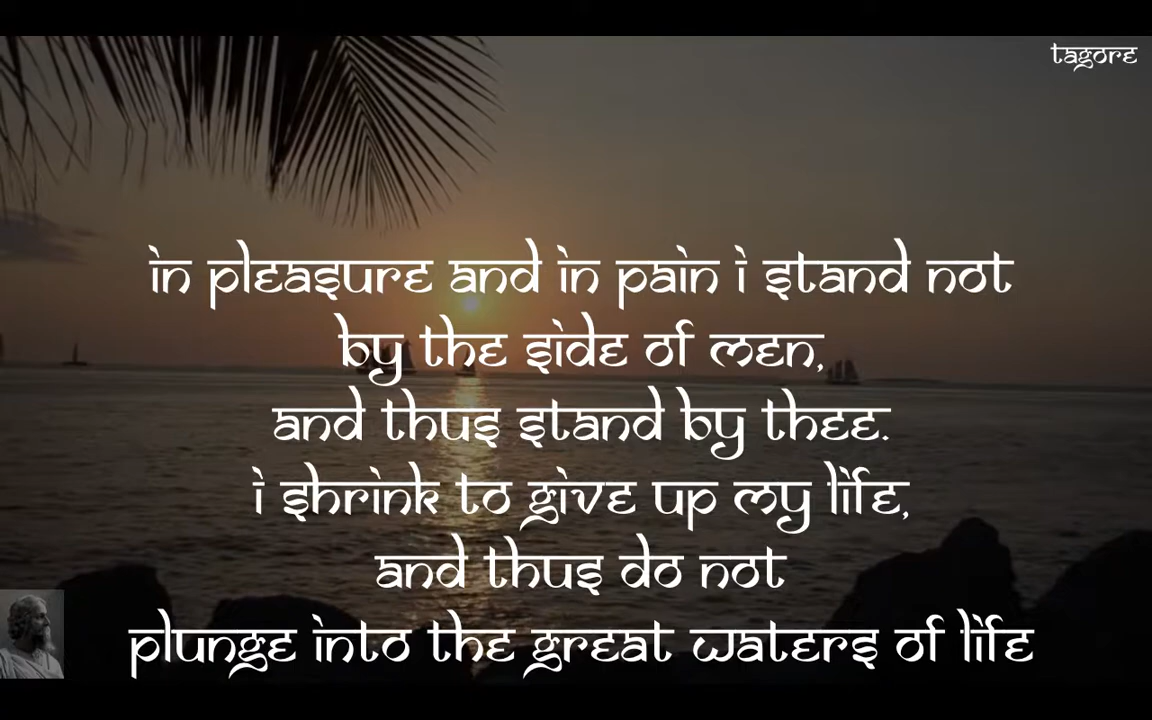 tagore
in pleasure and in pain i stand not
by the side of men,
and thus stand by thee.
i shrink to give up my life,
and thus do not
plunge into the great waters of life